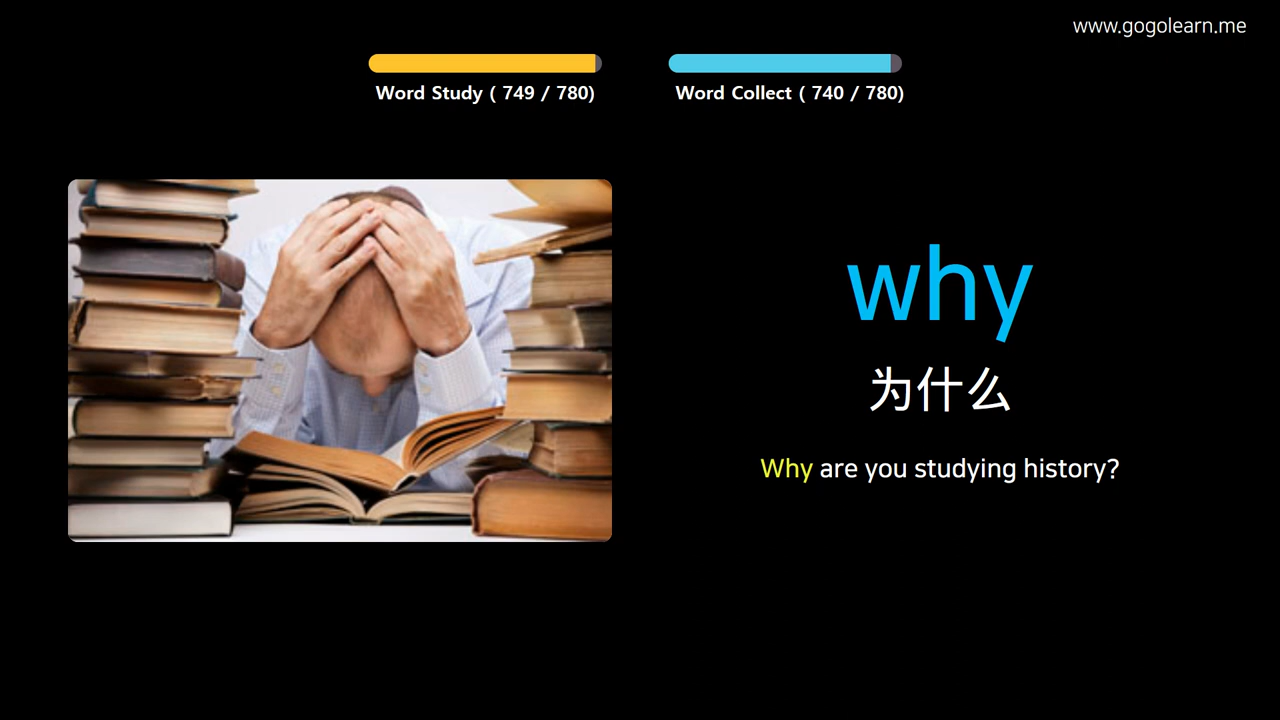 www.gogolearn.me
Word Study ( 749 / 780)
Word Collect ( 740 / 780)
why
为什么
Why are you studying history?